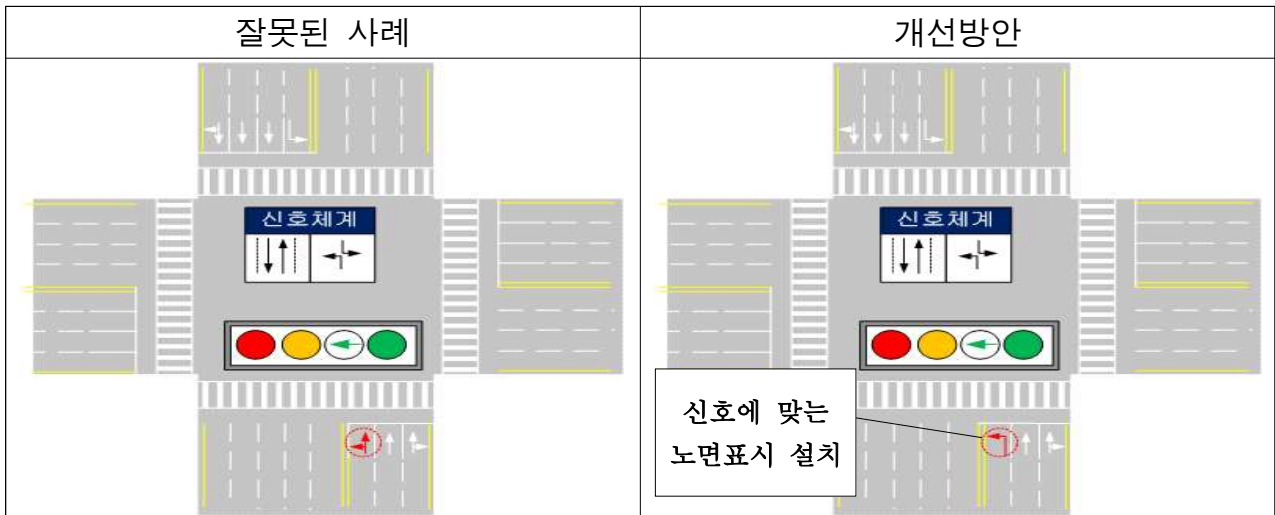 잘못된 사례
개선방안
신호체계
신호체계
신호에 맞는
노면표시 설치